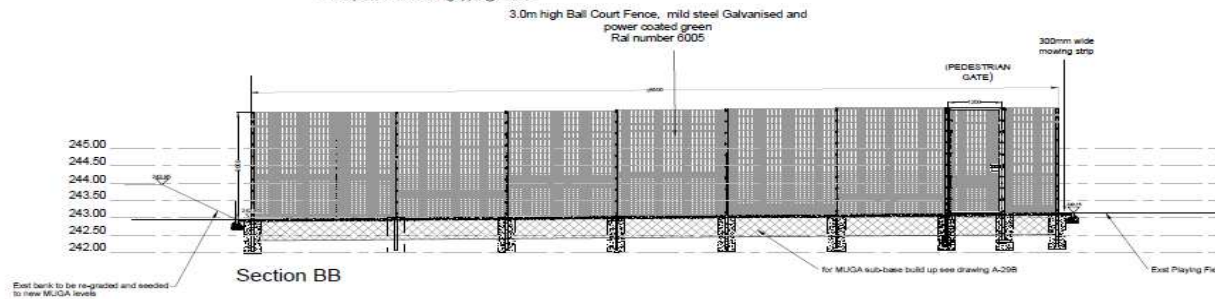 3.0m high Ball Court Fence, mild steel Galvanised and
power coated green
Ral number 6005
300mm wide
mowing strip
(PEDESTRIAN
GATE)
245.00
244.50
244.00
243.50
243.00
242.50
242.00
Section BB
Exist bank to be re-graded and seeded
to new MUGA levels
for MUGA sub-base build up see drawing A-29B
Exist Playing Fie